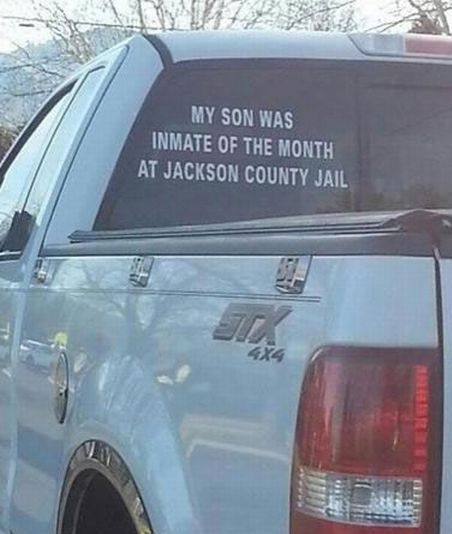 MY SON WAS
INMATE OF THE MONTH
AT JACKSON COUNTY JAIL
STX
4X4